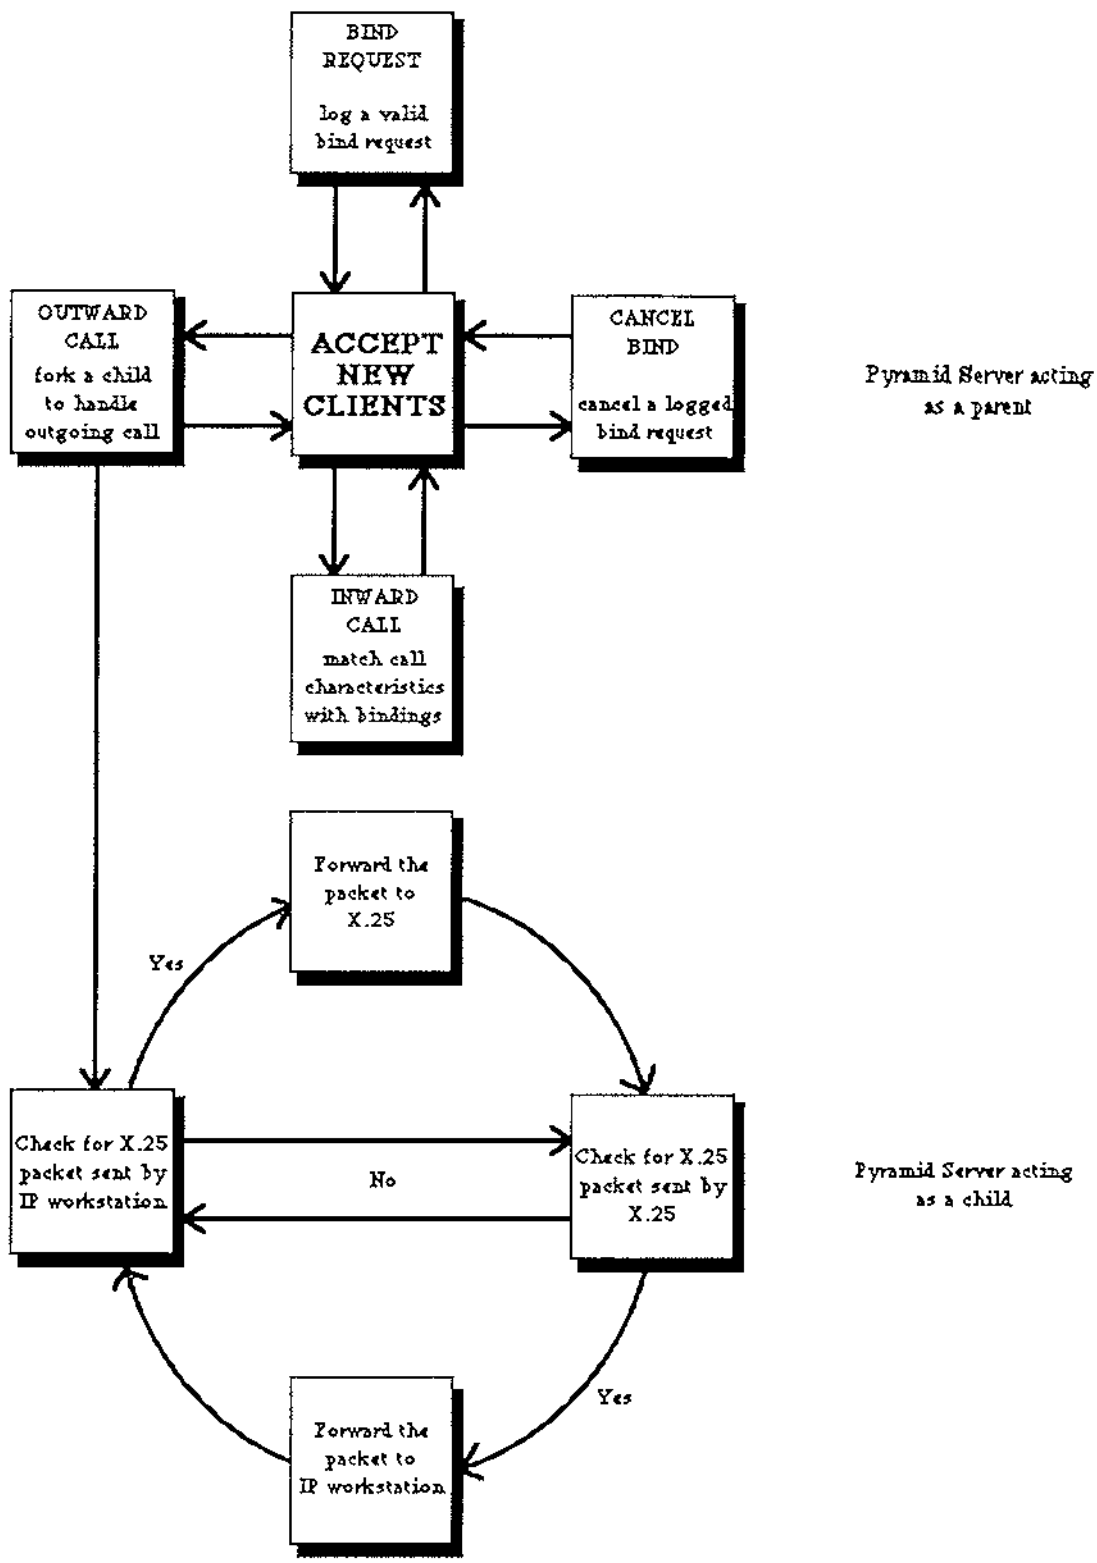 BIND
REQUEST
log a valid
bind request
OUTWARD
CALL
fork a child
to handle
outgoing call
ACCEPT
NEW
CLIENTS
CANCEL
BIND
cancel a logged
bind request
Pyramid Server acting
as a parent
INWARD
CALL
match call
characteristics
with bindings
Forward the
packet to
X.25
Yes
Check for X.25
packet sent by
IP workstation
No
Check for X.25
packet sent by
X.25
Pyramid Server acting
as a child
Yes
Forward the
packet to
IP workstation